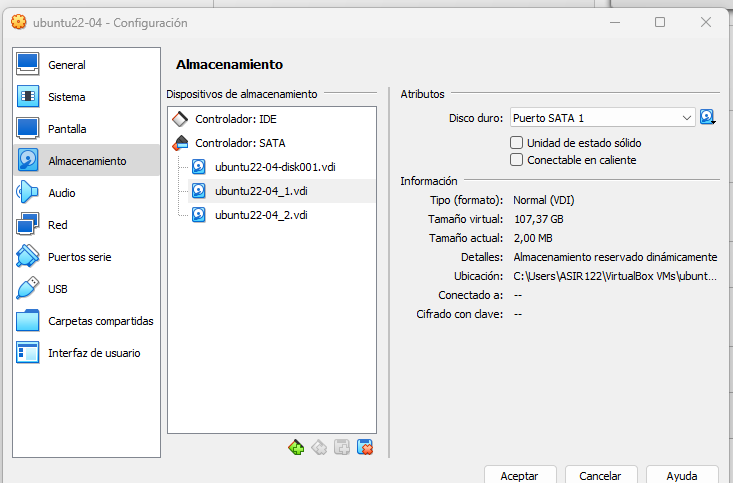 ubuntu22-04 - Configuración
General
Sistema
Pantalla
Almacenamiento
Audio
Red
Puertos serie
USB
Carpetas compartidas
Interfaz de usuario
Almacenamiento
Dispositivos de almacenamiento
Controlador: IDE
Controlador: SATA
ubuntu22-04-disk001.vdi
ubuntu22-04_1.vdi
ubuntu22-04_2.vdi
Atributos
Disco duro: Puerto SATA 1
Unidad de estado sólido
Conectable en caliente
Información
Tipo (formato): Normal (VDI)
Tamaño virtual: 107,37 GB
Tamaño actual: 2,00 MB
Detalles: Almacenamiento reservado dinámicamente
Ubicación: C:\Users\ASIR122\VirtualBox VMs\ubunt...
Conectado a: --
Cifrado con clave: --
Aceptar Cancelar Ayuda